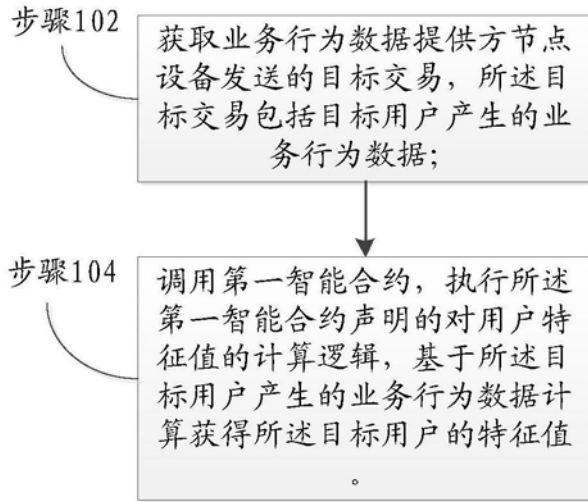 步骤102
获取业务行为数据提供方节点
设备发送的目标交易，所述目
标交易包括目标用户产生的业
务行为数据；
步骤104
调用第一智能合约，执行所述
第一智能合约声明的对用户特
征值的计算逻辑，基于所述目
标用户产生的业务行为数据计
算获得所述目标用户的特征值
。